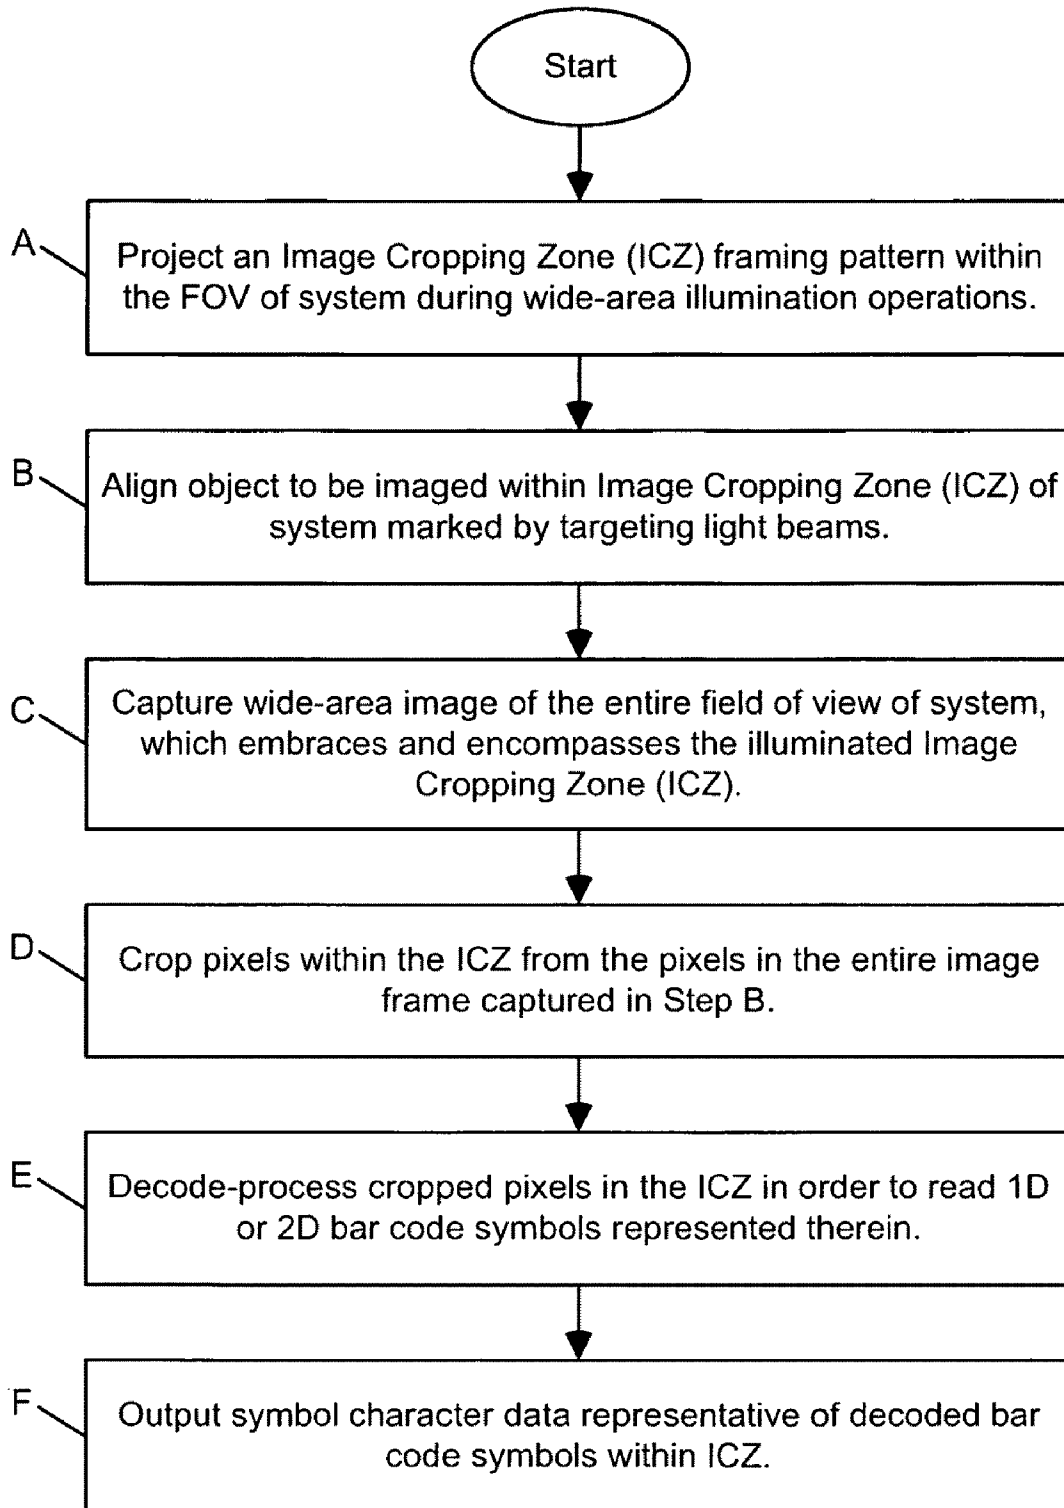 Start
A
Project an Image Cropping Zone (ICZ) framing pattern within
the FOV of system during wide-area illumination operations.
B
Align object to be imaged within Image Cropping Zone (ICZ) of
system marked by targeting light beams.
C
Capture wide-area image of the entire field of view of system,
which embraces and encompasses the illuminated Image
Cropping Zone (ICZ).
D
Crop pixels within the ICZ from the pixels in the entire image
frame captured in Step B.
E
Decode-process cropped pixels in the ICZ in order to read 1D
or 2D bar code symbols represented therein.
F
Output symbol character data representative of decoded bar
code symbols within ICZ.